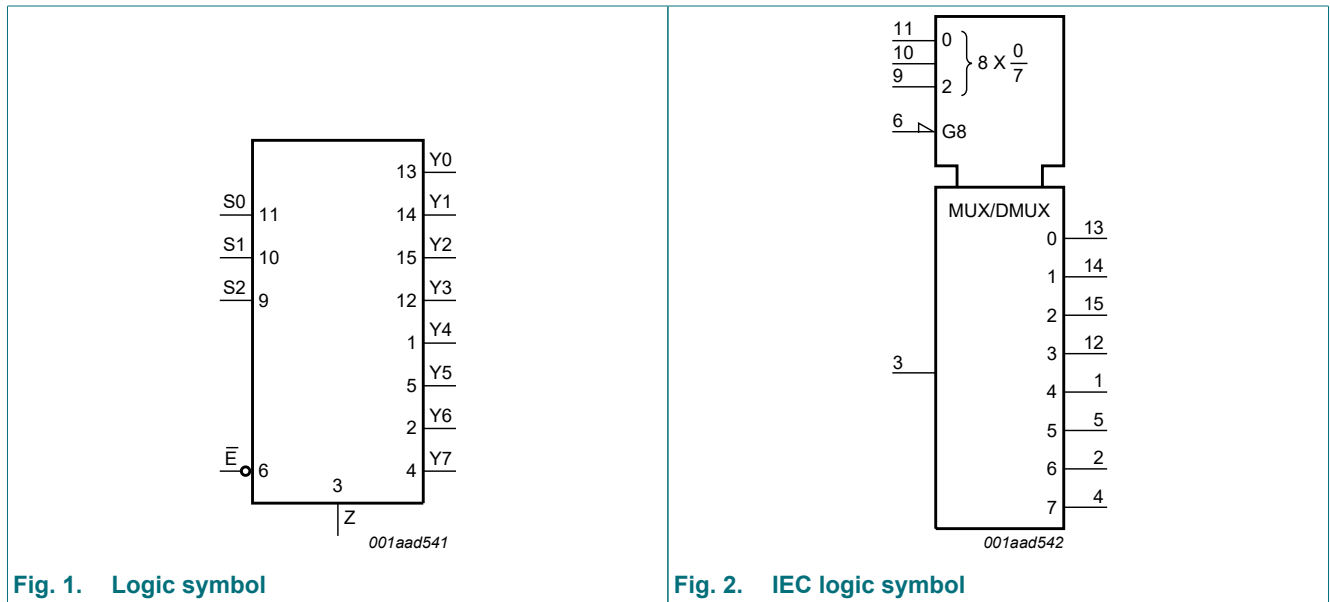 Y0
13
S0
Y1
11
14
S1
Y2
10
15
S2
Y3
9
12
Y4
1
Y5
5
Y6
2
E̅
Y7
6
4
3
Z
001aad541
Fig. 1. Logic symbol
11
0
10
8 X 0/7
9
2
6
G8
MUX/DMUX
0
13
1
14
2
15
3
12
3
4
1
5
5
6
2
7
4
001aad542
Fig. 2. IEC logic symbol